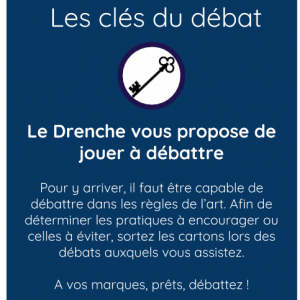 Les clés du débat
Le Drenche vous propose de
jouer à débattre
Pour y arriver, il faut être capable de
débattre dans les règles de l'art. Afin de
déterminer les pratiques à encourager ou
celles à éviter, sortez les cartons lors des
débats auxquels vous assistez.
A vos marques, prêts, débattez !